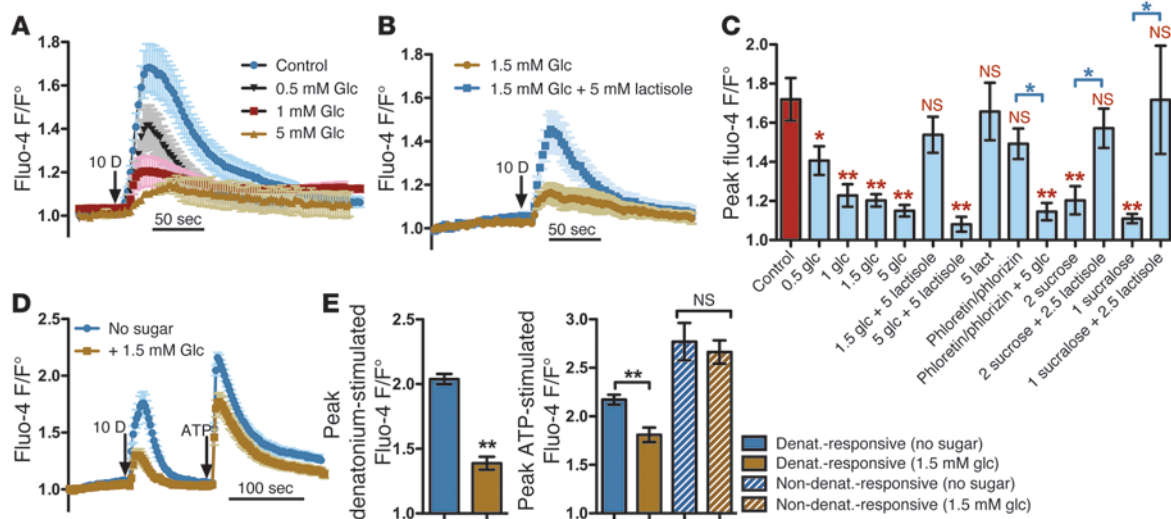 A
Fluo-4 F/F°
1.8
1.6
1.4
1.2
1.0
10 D
50 sec
Control
0.5 mM Glc
1 mM Glc
5 mM Glc
B
Fluo-4 F/F°
1.8
1.6
1.4
1.2
1.0
10 D
50 sec
1.5 mM Glc
1.5 mM Glc + 5 mM lactisole
C
Peak fluo-4 F/F°
2.0
1.8
1.6
1.4
1.2
1.0
*
**
**
**
NS
**
NS
NS
*
**
**
*
NS
**
*
NS
Control
0.5 glc
1 glc
1.5 glc
5 glc
1.5 glc + 5 lactisole
5 glc + 5 lactisole
5 lact
Phloretin/phlorizin
Phloretin/phlorizin + 5 glc
2 sucrose
2 sucrose + 2.5 lactisole
1 sucralose
1 sucralose + 2.5 lactisole
D
Fluo-4 F/F°
2.5
2.0
1.5
1.0
No sugar
+ 1.5 mM Glc
10 D
ATP
100 sec
E
Peak
denatonium-stimulated
Fluo-4 F/F°
2.5
2.0
1.5
1.0
**
Peak ATP-stimulated
Fluo-4 F/F°
3.0
2.5
2.0
1.5
1.0
**
NS
Denat.-responsive (no sugar)
Denat.-responsive (1.5 mM glc)
Non-denat.-responsive (no sugar)
Non-denat.-responsive (1.5 mM glc)